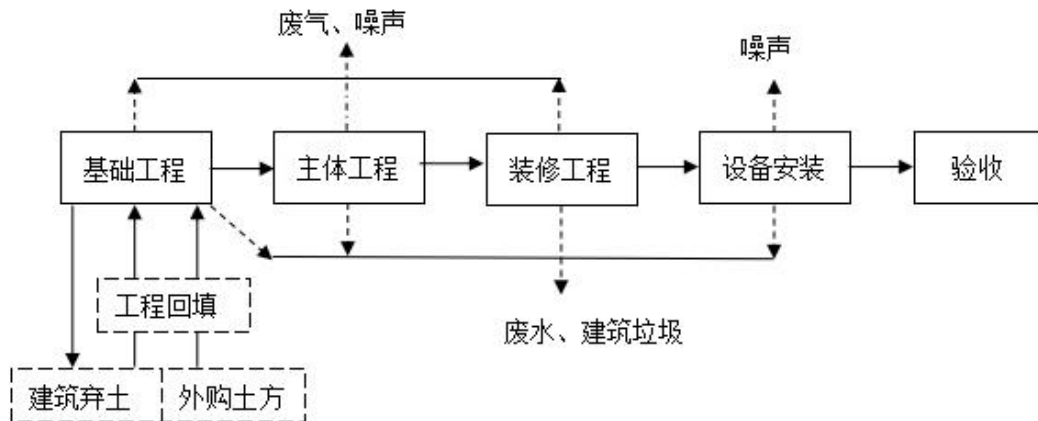 废气、噪声
噪声
基础工程
主体工程
装修工程
设备安装
验收
工程回填
废水、建筑垃圾
建筑弃土
外购土方